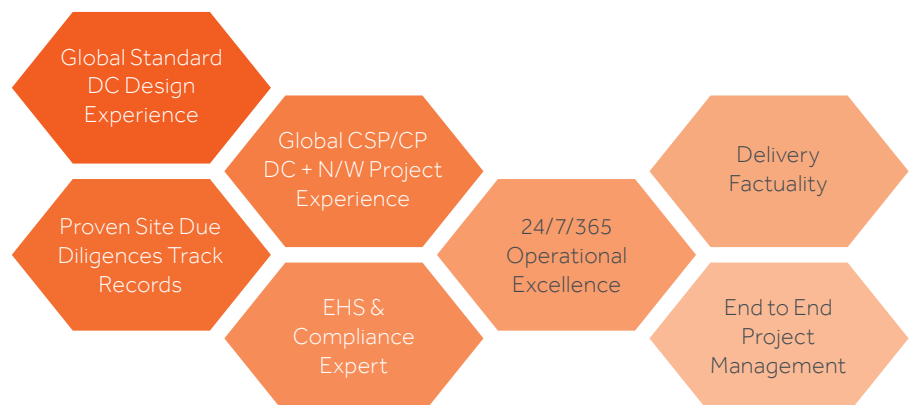 Global Standard
DC Design
Experience
Proven Site Due
Diligences Track
Records
Global CSP/CP
DC + N/W Project
Experience
EHS &
Compliance
Expert
24/7/365
Operational
Excellence
Delivery
Factuality
End to End
Project
Management